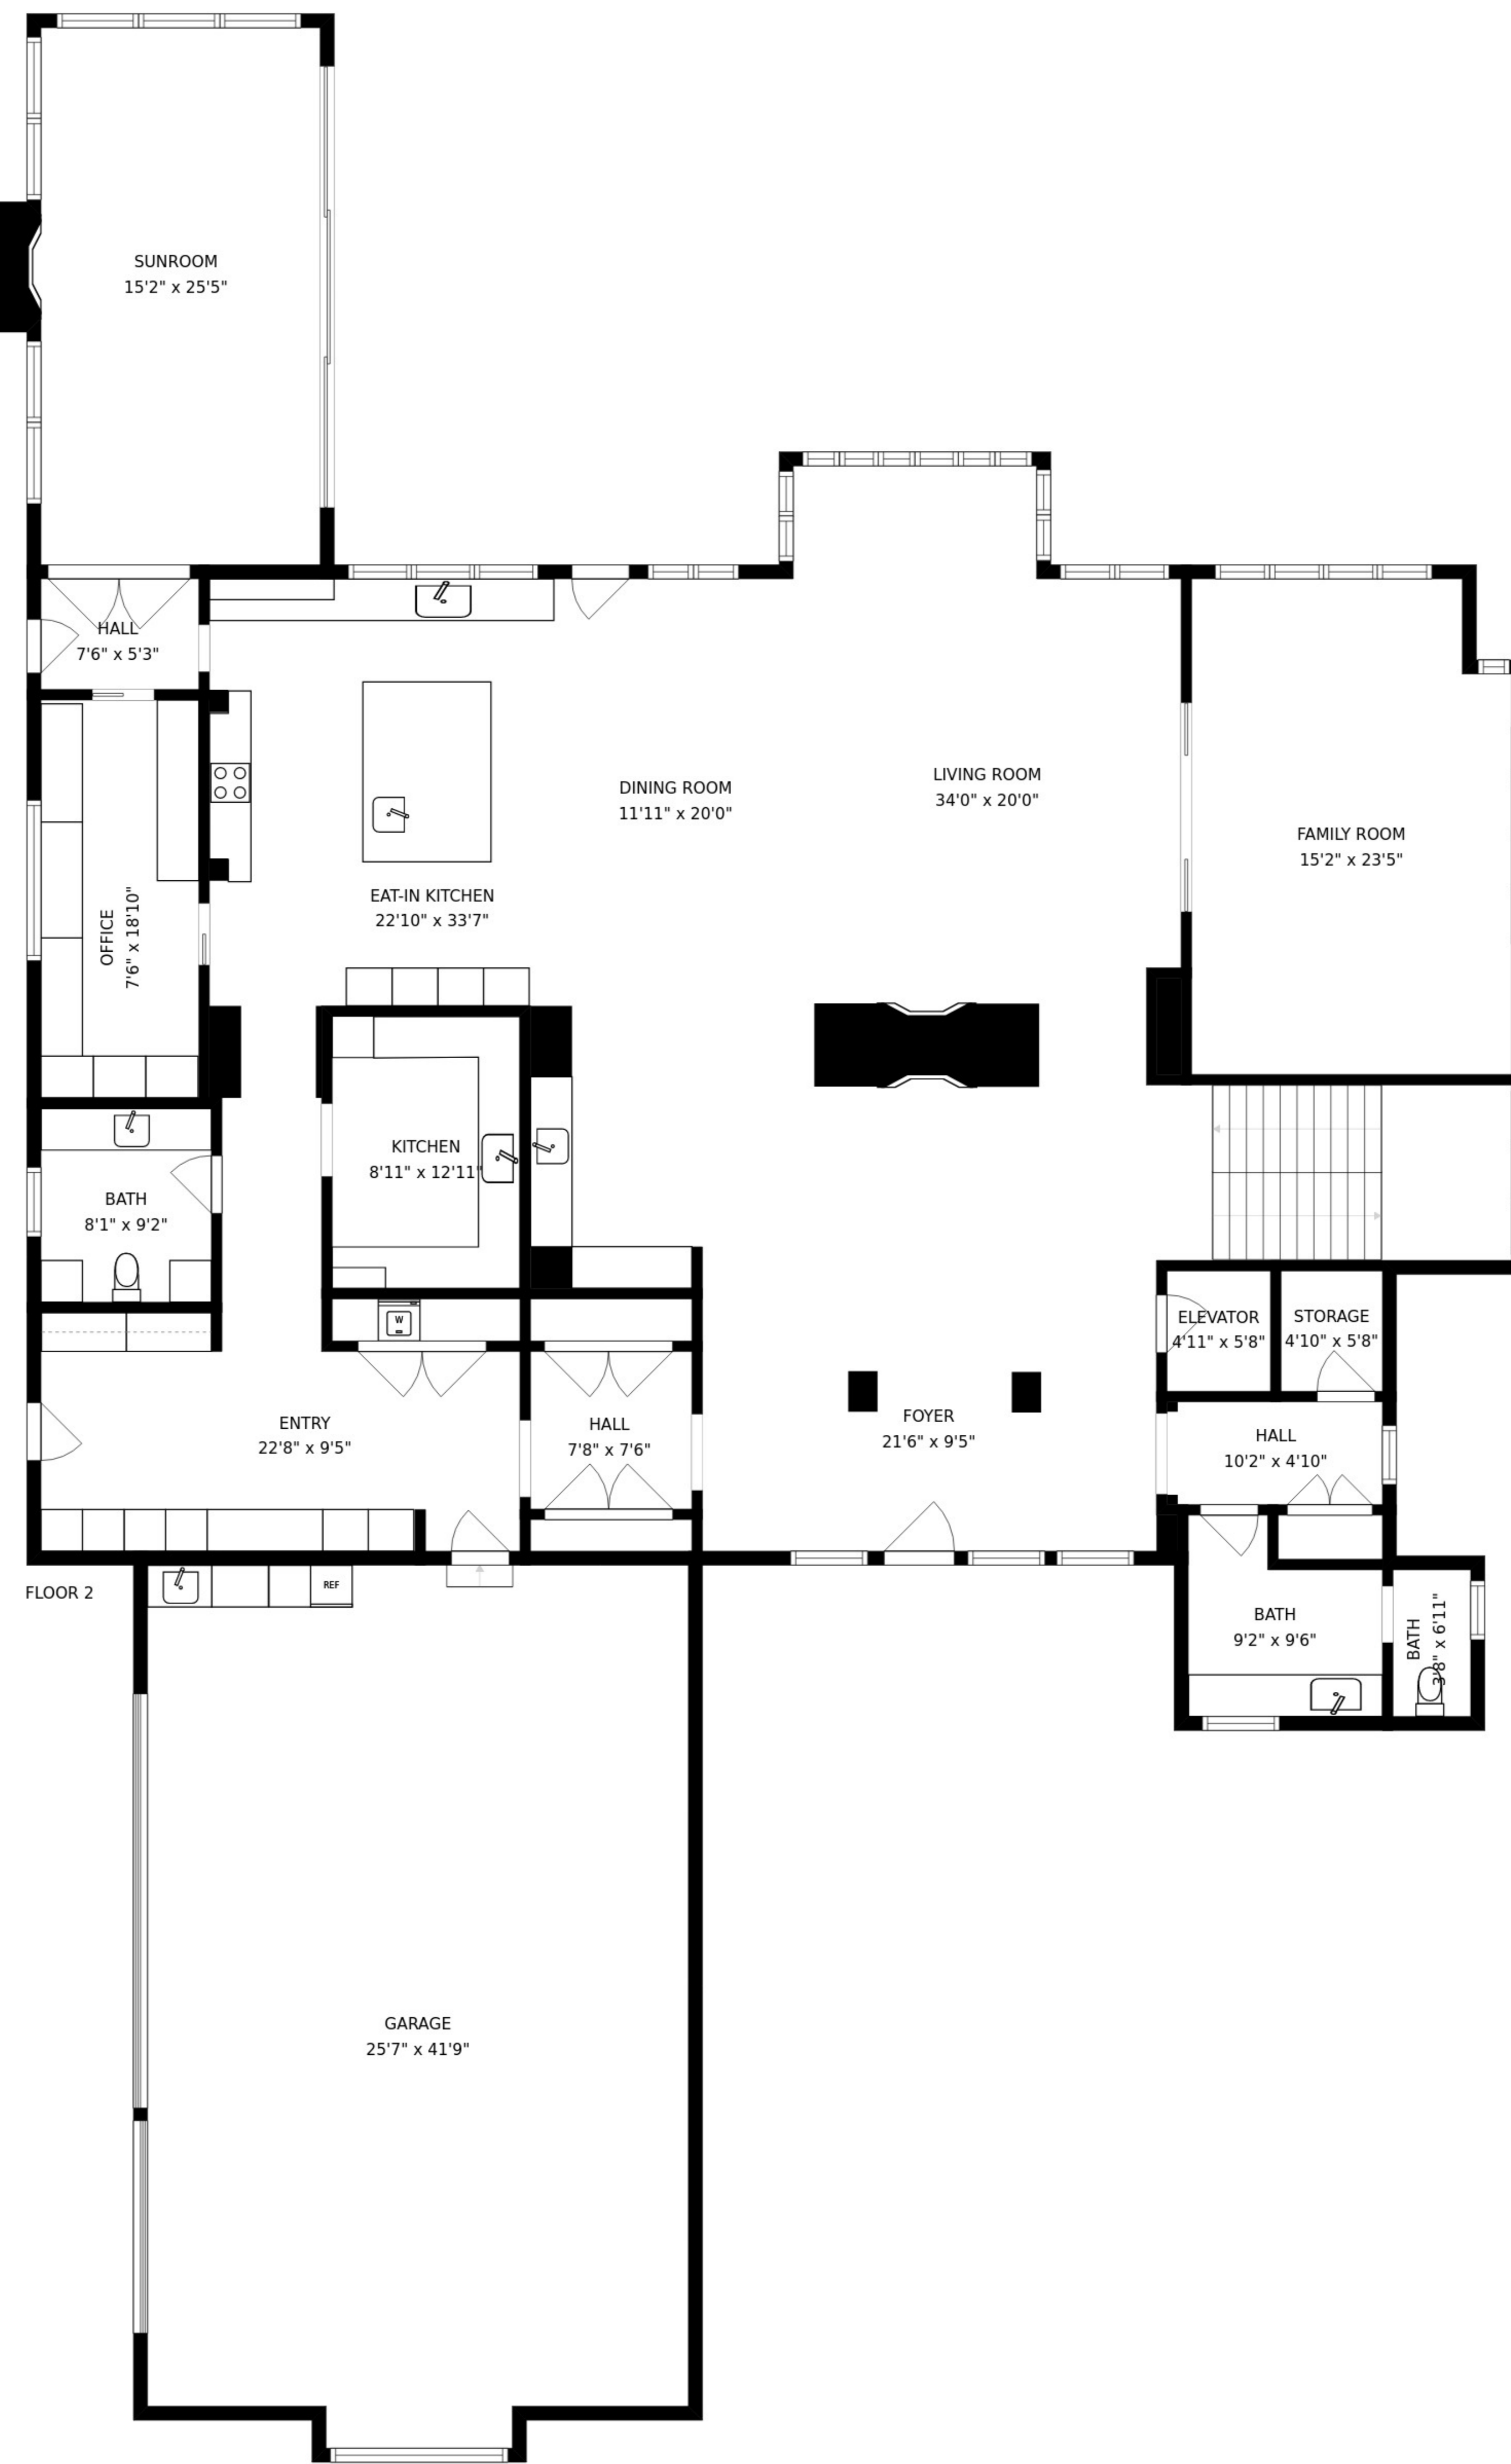 SUNROOM
15'2" x 25'5"
HALL
7'6" x 5'3"
DINING ROOM
11'11" x 20'0"
LIVING ROOM
34'0" x 20'0"
FAMILY ROOM
15'2" x 23'5"
EAT-IN KITCHEN
22'10" x 33'7"
OFFICE
7'6" x 18'10"
KITCHEN
8'11" x 12'11"
BATH
8'1" x 9'2"
W
ELEVATOR
4'11" x 5'8"
STORAGE
4'10" x 5'8"
ENTRY
22'8" x 9'5"
HALL
7'8" x 7'6"
FOYER
21'6" x 9'5"
HALL
10'2" x 4'10"
FLOOR 2
REF
BATH
9'2" x 9'6"
BATH
3'8" x 6'11"
GARAGE
25'7" x 41'9"